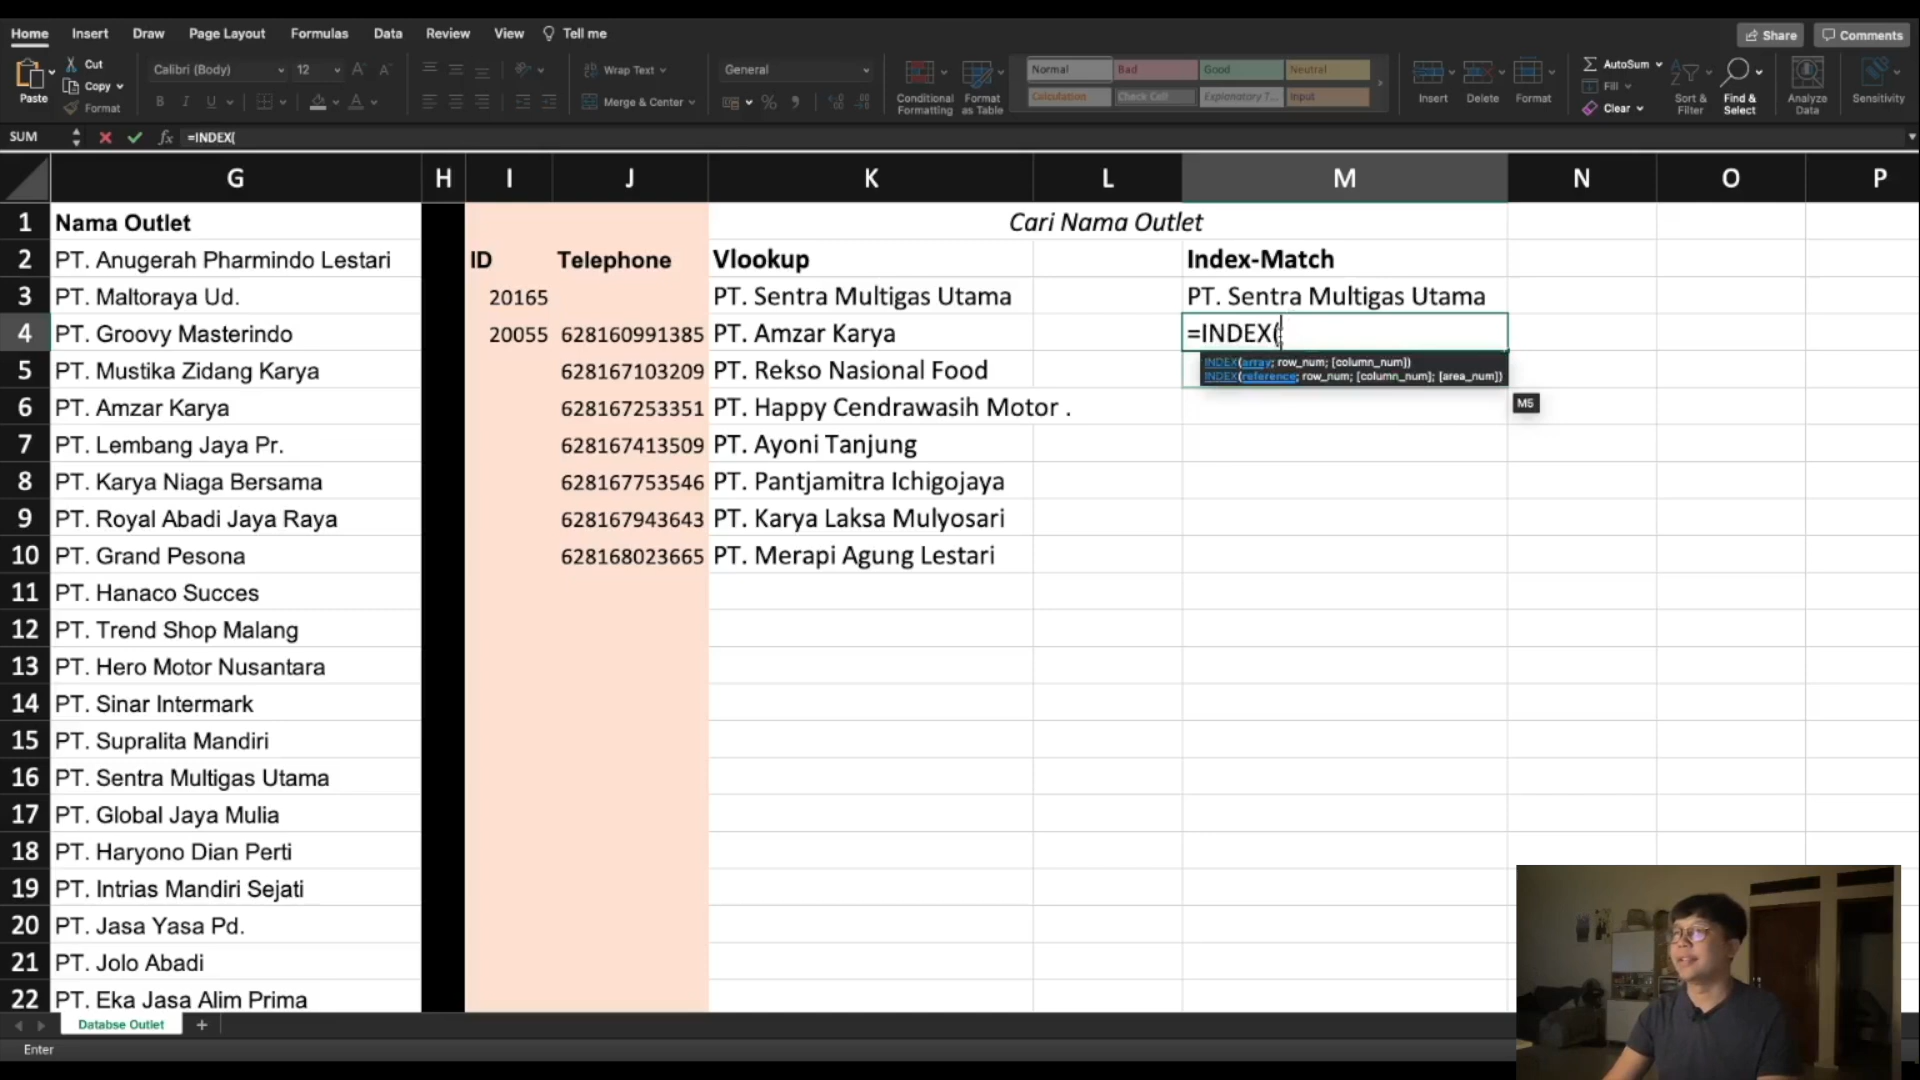 Home Insert Draw Page Layout Formulas Data Review View Tell me Share Comments
Paste Cut Copy Format
Calibri (Body) 12
Wrap Text
Merge & Center
General
Conditional Formatting
Format as Table
Normal Bad Good Neutral
Calculation Check Cell Explanatory T... Input
Insert Delete Format
AutoSum
Fill
Clear
Sort & Filter
Find & Select
Analyze Data
Sensitivity
SUM fx =INDEX(
G H I J K L M N O P
1 Nama Outlet Cari Nama Outlet
2 PT. Anugerah Pharmindo Lestari ID Telephone Vlookup Index-Match
3 PT. Maltoraya Ud. 20165 PT. Sentra Multigas Utama PT. Sentra Multigas Utama
4 PT. Groovy Masterindo 20055 628160991385 PT. Amzar Karya =INDEX(
INDEX(array; row_num; [column_num])
INDEX(reference; row_num; [column_num]; [area_num])
5 PT. Mustika Zidang Karya 628167103209 PT. Rekso Nasional Food
6 PT. Amzar Karya 628167253351 PT. Happy Cendrawasih Motor . M5
7 PT. Lembang Jaya Pr. 628167413509 PT. Ayoni Tanjung
8 PT. Karya Niaga Bersama 628167753546 PT. Pantjamitra Ichigojaya
9 PT. Royal Abadi Jaya Raya 628167943643 PT. Karya Laksa Mulyosari
10 PT. Grand Pesona 628168023665 PT. Merapi Agung Lestari
11 PT. Hanaco Succes
12 PT. Trend Shop Malang
13 PT. Hero Motor Nusantara
14 PT. Sinar Intermark
15 PT. Supralita Mandiri
16 PT. Sentra Multigas Utama
17 PT. Global Jaya Mulia
18 PT. Haryono Dian Perti
19 PT. Intrias Mandiri Sejati
20 PT. Jasa Yasa Pd.
21 PT. Jolo Abadi
22 PT. Eka Jasa Alim Prima
Databse Outlet +
Enter